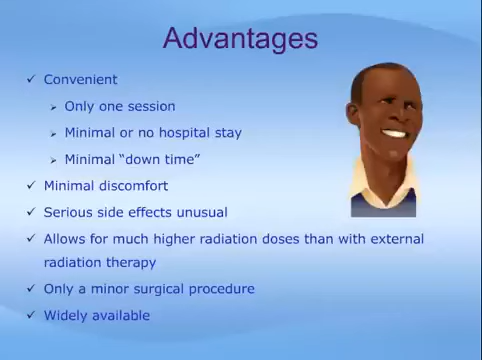 Advantages
Convenient
Only one session
Minimal or no hospital stay
Minimal “down time”
Minimal discomfort
Serious side effects unusual
Allows for much higher radiation doses than with external
radiation therapy
Only a minor surgical procedure
Widely available